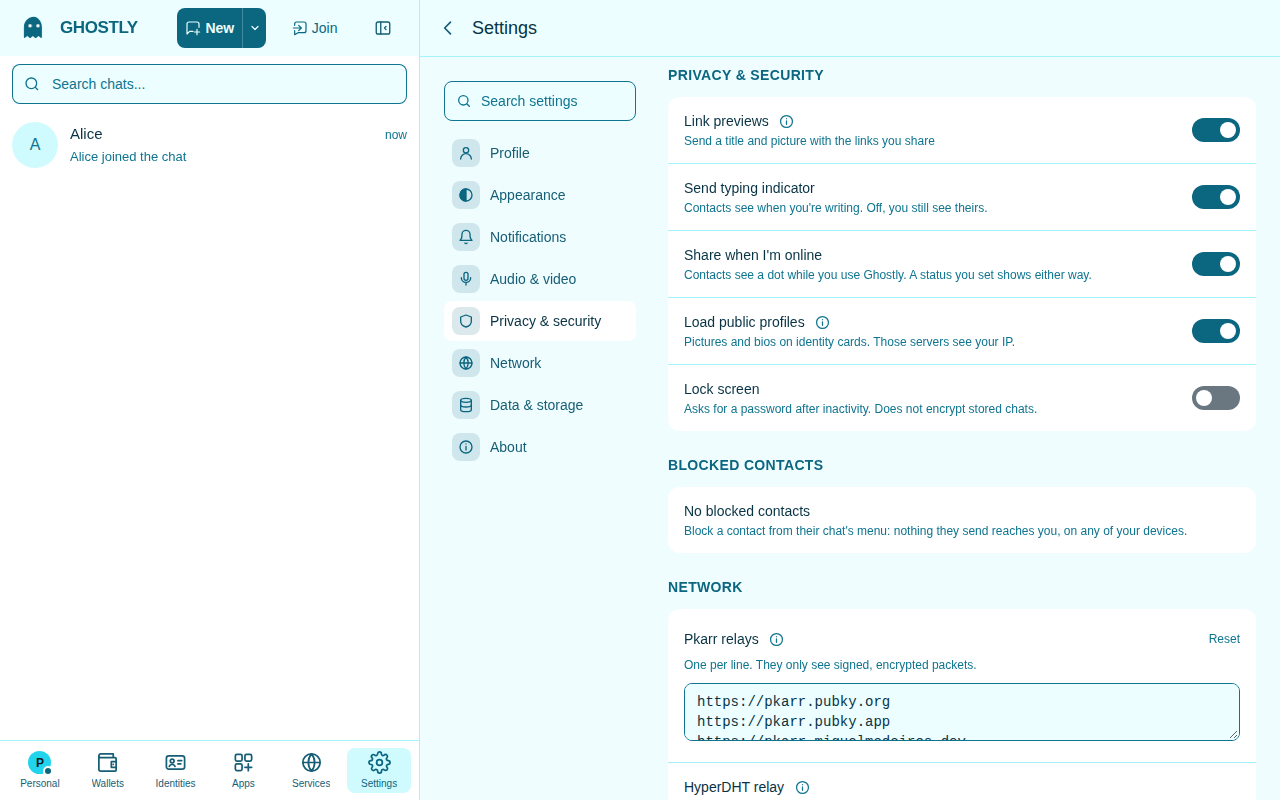 GHOSTLY
New
Join
Search chats...
A
Alice
now
Alice joined the chat
P
Personal
Wallets
Identities
Apps
Services
Settings
Settings
Search settings
Profile
Appearance
Notifications
Audio & video
Privacy & security
Network
Data & storage
About
PRIVACY & SECURITY
Link previews
Send a title and picture with the links you share
Send typing indicator
Contacts see when you're writing. Off, you still see theirs.
Share when I'm online
Contacts see a dot while you use Ghostly. A status you set shows either way.
Load public profiles
Pictures and bios on identity cards. Those servers see your IP.
Lock screen
Asks for a password after inactivity. Does not encrypt stored chats.
BLOCKED CONTACTS
No blocked contacts
Block a contact from their chat's menu: nothing they send reaches you, on any of your devices.
NETWORK
Pkarr relays
Reset
One per line. They only see signed, encrypted packets.
https://pkarr.pubky.org
https://pkarr.pubky.app
HyperDHT relay